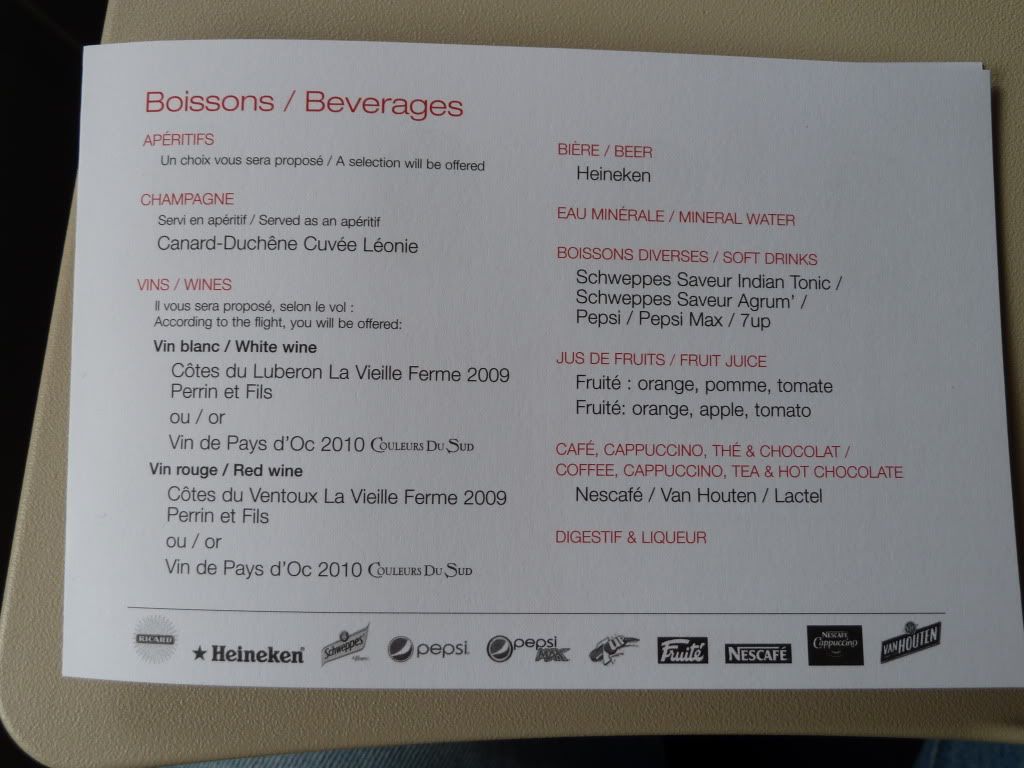 Boissons / Beverages
APÉRITIFS
Un choix vous sera proposé / A selection will be offered
CHAMPAGNE
Servi en apéritif / Served as an apéritif
Canard-Duchêne Cuvée Léonie
VINS / WINES
Il vous sera proposé, selon le vol :
According to the flight, you will be offered:
Vin blanc / White wine
Côtes du Luberon La Vieille Ferme 2009
Perrin et Fils
ou / or
Vin de Pays d'Oc 2010 COULEURS DU SUD
Vin rouge / Red wine
Côtes du Ventoux La Vieille Ferme 2009
Perrin et Fils
ou / or
Vin de Pays d'Oc 2010 COULEURS DU SUD
BIÈRE / BEER
Heineken
EAU MINÉRALE / MINERAL WATER
BOISSONS DIVERSES / SOFT DRINKS
Schweppes Saveur Indian Tonic /
Schweppes Saveur Agrum' /
Pepsi / Pepsi Max / 7up
JUS DE FRUITS / FRUIT JUICE
Fruité : orange, pomme, tomate
Fruité: orange, apple, tomato
CAFÉ, CAPPUCCINO, THÉ & CHOCOLAT /
COFFEE, CAPPUCCINO, TEA & HOT CHOCOLATE
Nescafé / Van Houten / Lactel
DIGESTIF & LIQUEUR
RICARD
Heineken
Schweppes
pepsi
pepsi MAX
Fruité
NESCAFÉ
NESCAFÉ Cappuccino
VAN HOUTEN